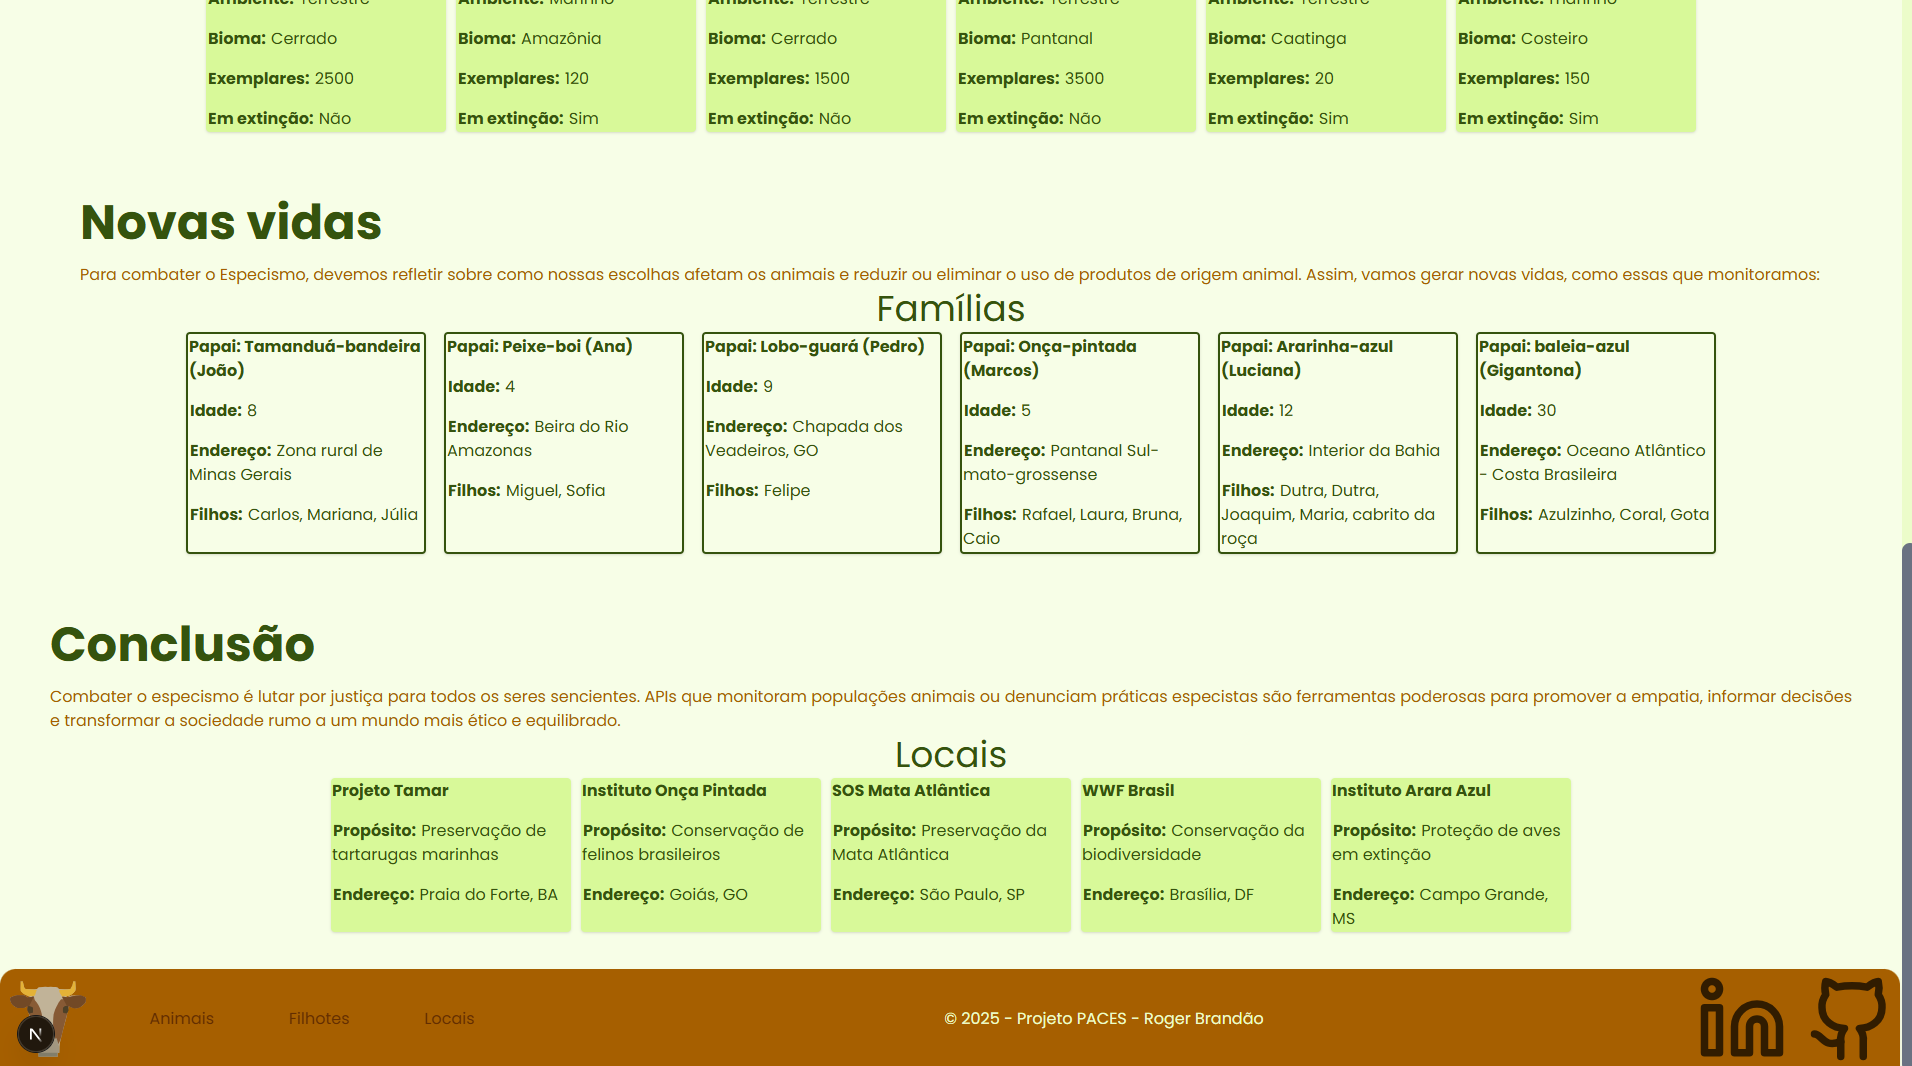 Ambiente: Terrestre
Ambiente: Marinho
Ambiente: Terrestre
Ambiente: Terrestre
Ambiente: Terrestre
Ambiente: marinho
Bioma: Cerrado
Bioma: Amazônia
Bioma: Cerrado
Bioma: Pantanal
Bioma: Caatinga
Bioma: Costeiro
Exemplares: 2500
Exemplares: 120
Exemplares: 1500
Exemplares: 3500
Exemplares: 20
Exemplares: 150
Em extinção: Não
Em extinção: Sim
Em extinção: Não
Em extinção: Não
Em extinção: Sim
Em extinção: Sim
Novas vidas
Para combater o Especismo, devemos refletir sobre como nossas escolhas afetam os animais e reduzir ou eliminar o uso de produtos de origem animal. Assim, vamos gerar novas vidas, como essas que monitoramos:
Famílias
Papai: Tamanduá-bandeira
(João)
Idade: 8
Endereço: Zona rural de
Minas Gerais
Filhos: Carlos, Mariana, Júlia
Papai: Peixe-boi (Ana)
Idade: 4
Endereço: Beira do Rio
Amazonas
Filhos: Miguel, Sofia
Papai: Lobo-guará (Pedro)
Idade: 9
Endereço: Chapada dos
Veadeiros, GO
Filhos: Felipe
Papai: Onça-pintada
(Marcos)
Idade: 5
Endereço: Pantanal Sul-
mato-grossense
Filhos: Rafael, Laura, Bruna,
Caio
Papai: Ararinha-azul
(Luciana)
Idade: 12
Endereço: Interior da Bahia
Filhos: Dutra, Dutra,
Joaquim, Maria, cabrito da
roça
Papai: baleia-azul
(Gigantona)
Idade: 30
Endereço: Oceano Atlântico
- Costa Brasileira
Filhos: Azulzinho, Coral, Gota
Conclusão
Combater o especismo é lutar por justiça para todos os seres sencientes. APIs que monitoram populações animais ou denunciam práticas especistas são ferramentas poderosas para promover a empatia, informar decisões
e transformar a sociedade rumo a um mundo mais ético e equilibrado.
Locais
Projeto Tamar
Propósito: Preservação de
tartarugas marinhas
Endereço: Praia do Forte, BA
Instituto Onça Pintada
Propósito: Conservação de
felinos brasileiros
Endereço: Goiás, GO
SOS Mata Atlântica
Propósito: Preservação da
Mata Atlântica
Endereço: São Paulo, SP
WWF Brasil
Propósito: Conservação da
biodiversidade
Endereço: Brasília, DF
Instituto Arara Azul
Propósito: Proteção de aves
em extinção
Endereço: Campo Grande,
MS
N
Animais
Filhotes
Locais
© 2025 - Projeto PACES - Roger Brandão
in